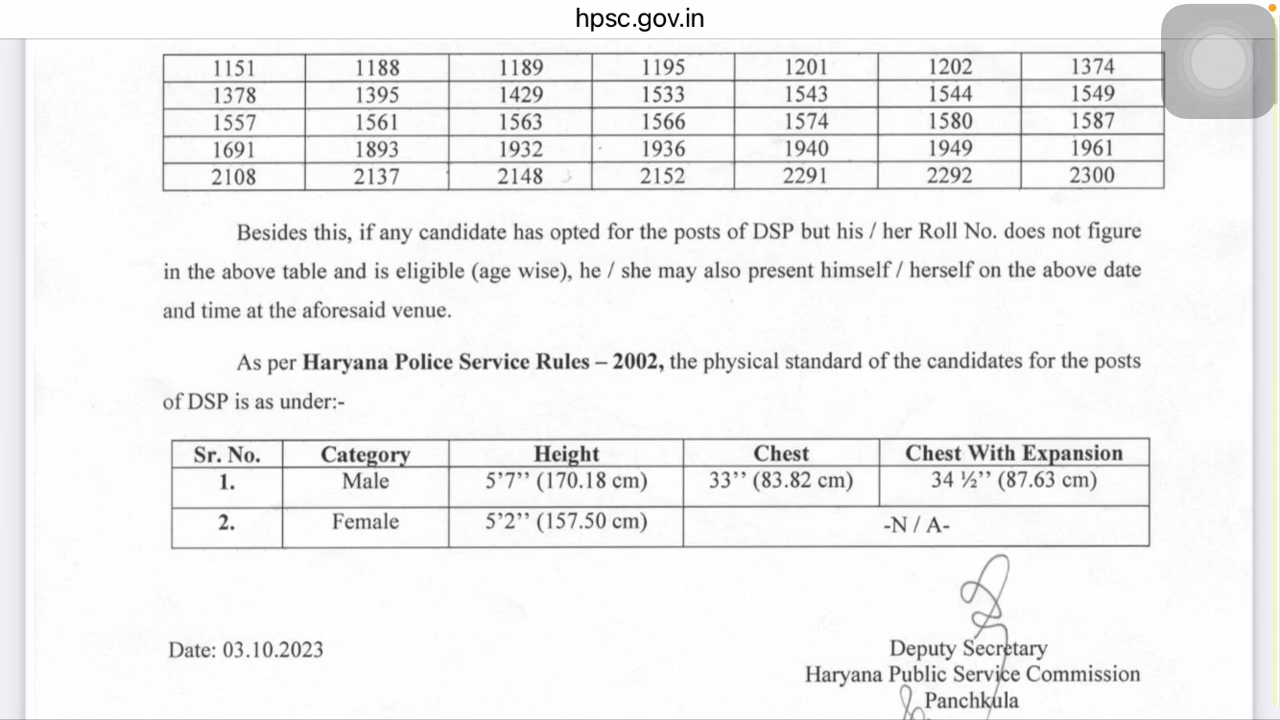 hpsc.gov.in
1151 1188 1189 1195 1201 1202 1374
1378 1395 1429 1533 1543 1544 1549
1557 1561 1563 1566 1574 1580 1587
1691 1893 1932 1936 1940 1949 1961
2108 2137 2148 2152 2291 2292 2300
Besides this, if any candidate has opted for the posts of DSP but his / her Roll No. does not figure
in the above table and is eligible (age wise), he / she may also present himself / herself on the above date
and time at the aforesaid venue.
As per Haryana Police Service Rules – 2002, the physical standard of the candidates for the posts
of DSP is as under:-
Sr. No. Category Height Chest Chest With Expansion
1. Male 5’7’’ (170.18 cm) 33’’ (83.82 cm) 34 ½’’ (87.63 cm)
2. Female 5’2’’ (157.50 cm) -N / A-
Date: 03.10.2023
Deputy Secretary
Haryana Public Service Commission
Panchkula